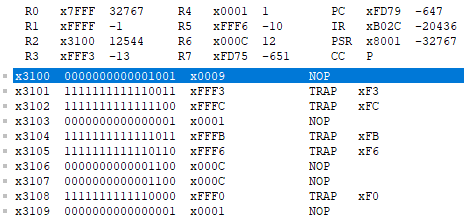 R0 x7FFF 32767 R4 x0001 1 PC xFD79 -647
R1 xFFFF -1 R5 xFFF6 -10 IR xB02C -20436
R2 x3100 12544 R6 x000C 12 PSR x8001 -32767
R3 xFFF3 -13 R7 xFD75 -651 CC P
x3100 0000000000001001 x0009 NOP
x3101 1111111111110011 xFFF3 TRAP xF3
x3102 1111111111111100 xFFFC TRAP xFC
x3103 0000000000000001 x0001 NOP
x3104 1111111111111011 xFFFB TRAP xFB
x3105 1111111111110110 xFFF6 TRAP xF6
x3106 0000000000001100 x000C NOP
x3107 0000000000001100 x000C NOP
x3108 1111111111110000 xFFF0 TRAP xF0
x3109 0000000000000001 x0001 NOP